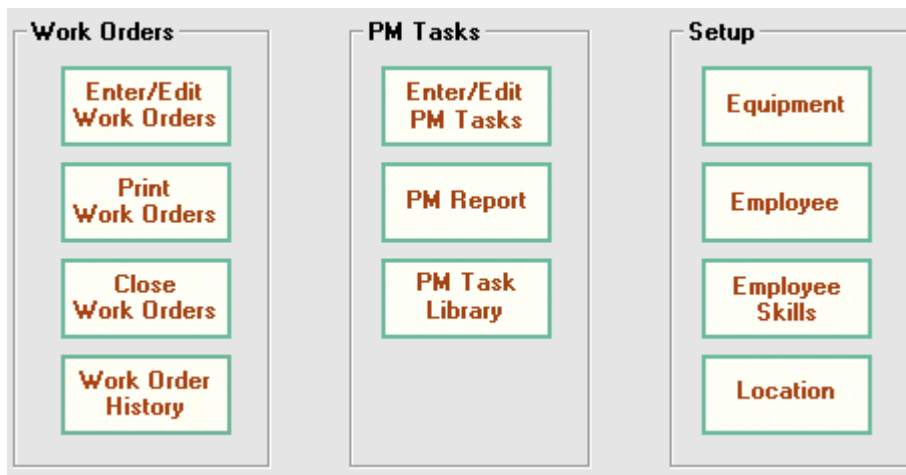 Work Orders
Enter/Edit
Work Orders
Print
Work Orders
Close
Work Orders
Work Order
History
PM Tasks
Enter/Edit
PM Tasks
PM Report
PM Task
Library
Setup
Equipment
Employee
Employee
Skills
Location